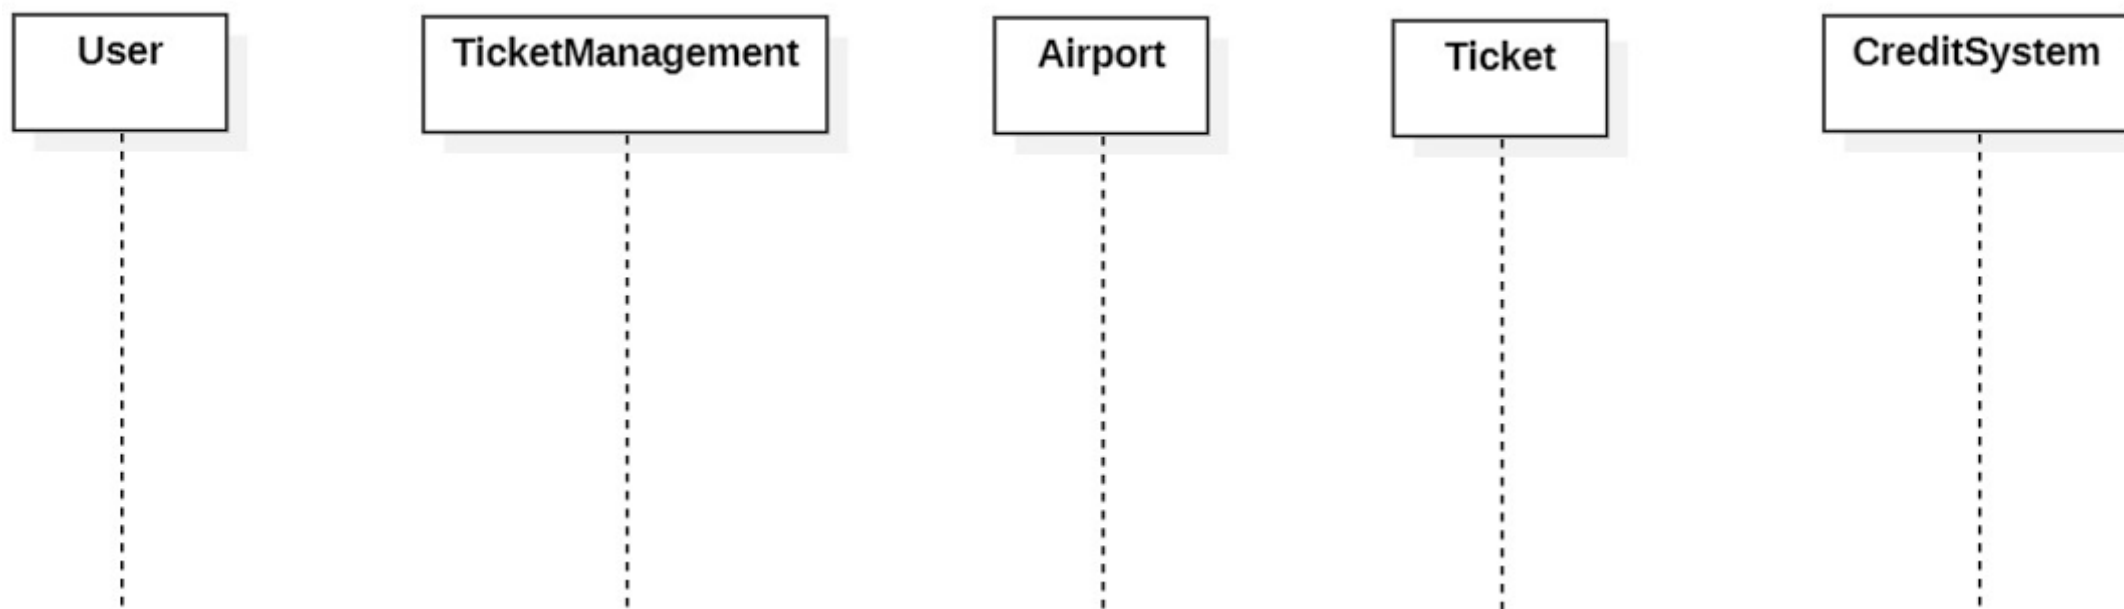 User
TicketManagement
Airport
Ticket
CreditSystem